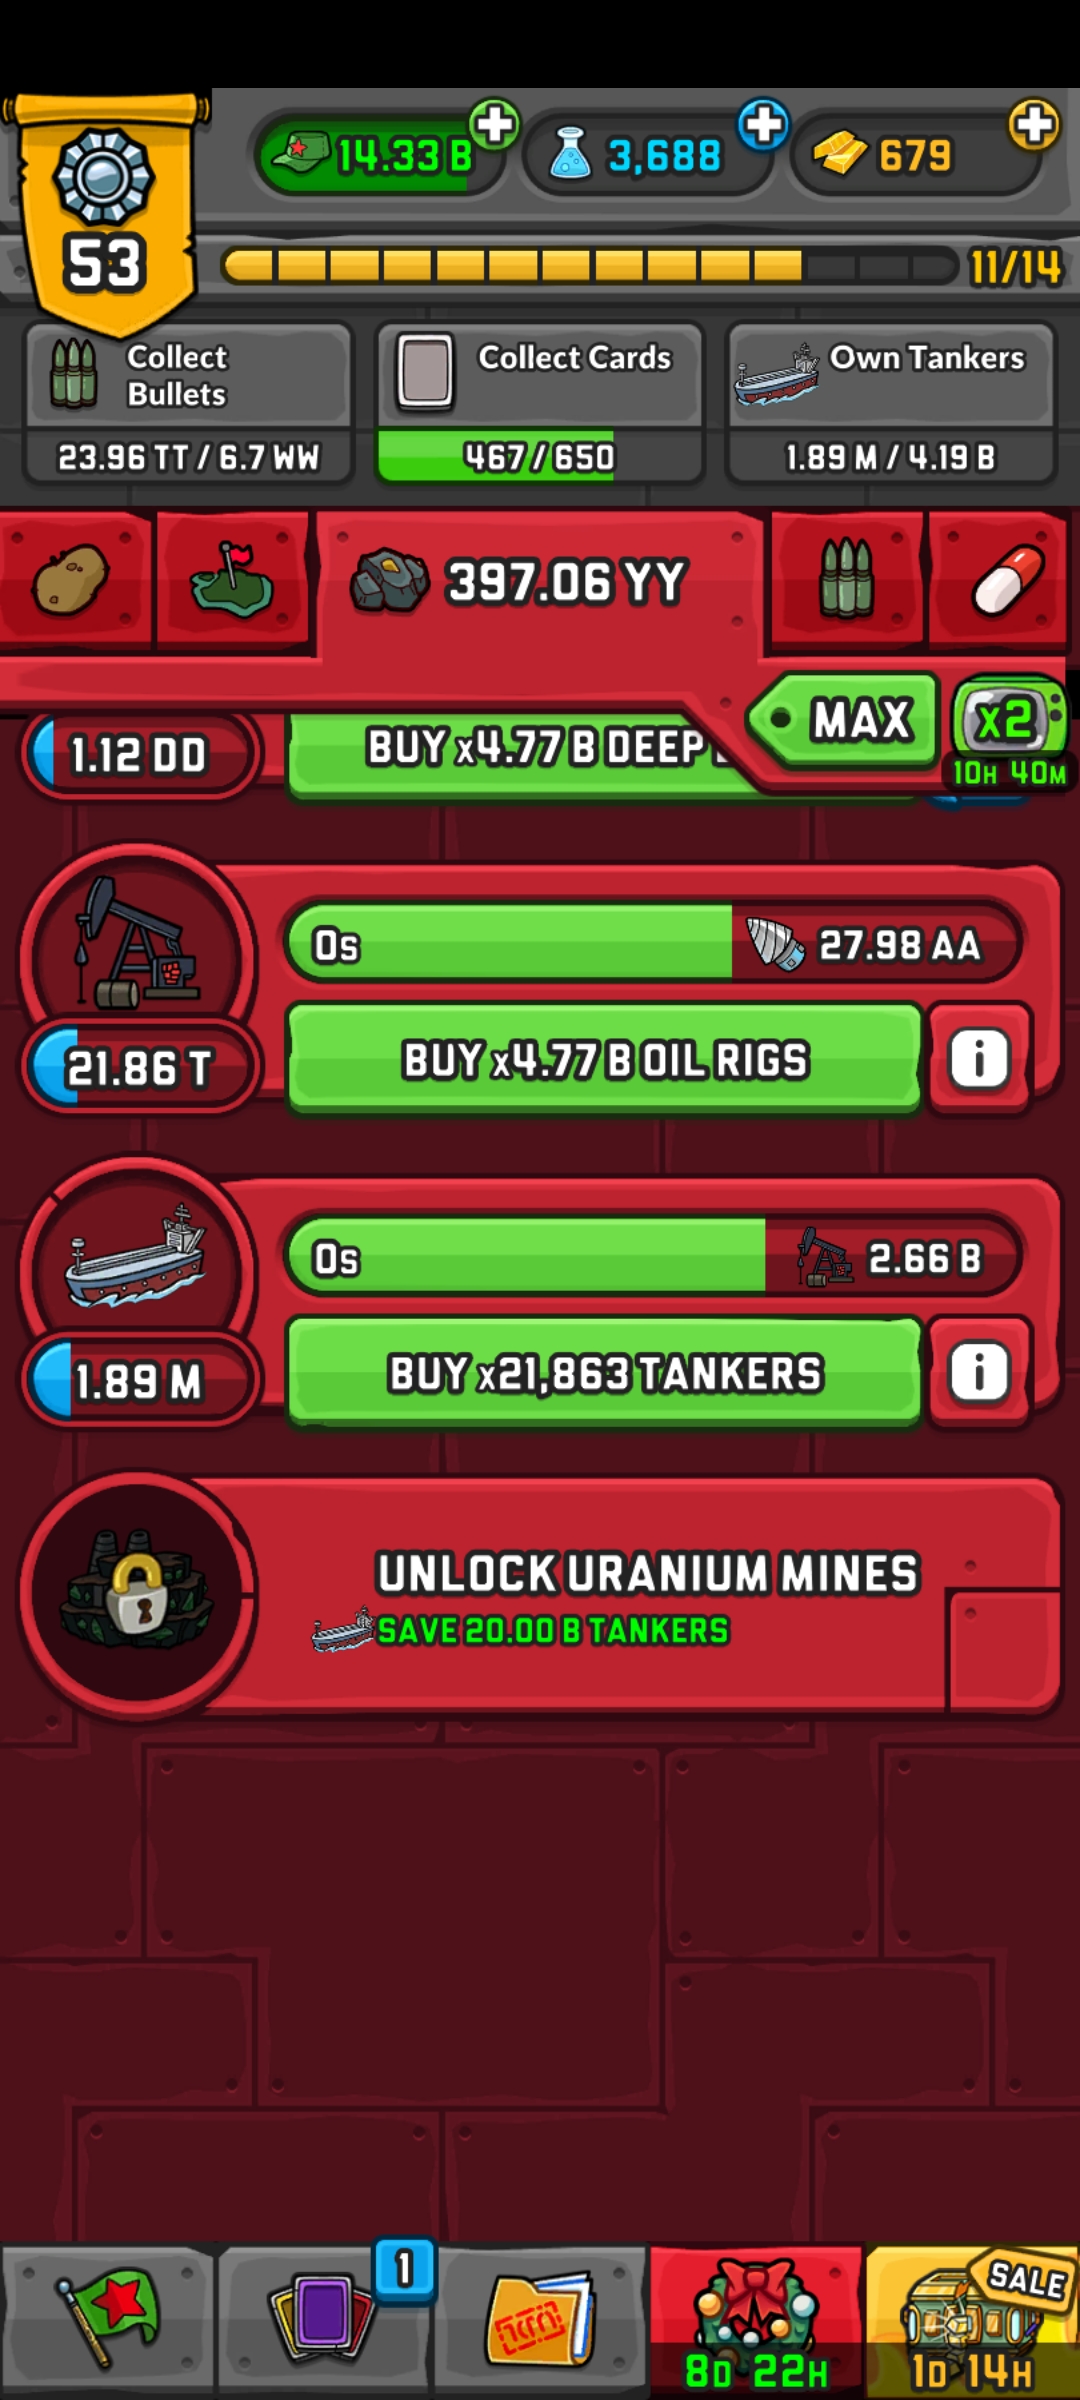 14.33 B
3,688
679
53
11/14
Collect
Bullets
23.96 TT / 6.7 WW
Collect Cards
467/650
Own Tankers
1.89 M / 4.19 B
397.06 YY
MAX
x2
10H 40M
1.12 DD
BUY x4.77 B DEEP
0s
27.98 AA
21.86 T
BUY x4.77 B OIL RIGS
i
0s
2.66 B
1.89 M
BUY x21,863 TANKERS
i
UNLOCK URANIUM MINES
SAVE 20.00 B TANKERS
1
8D 22H
SALE
1D 14H